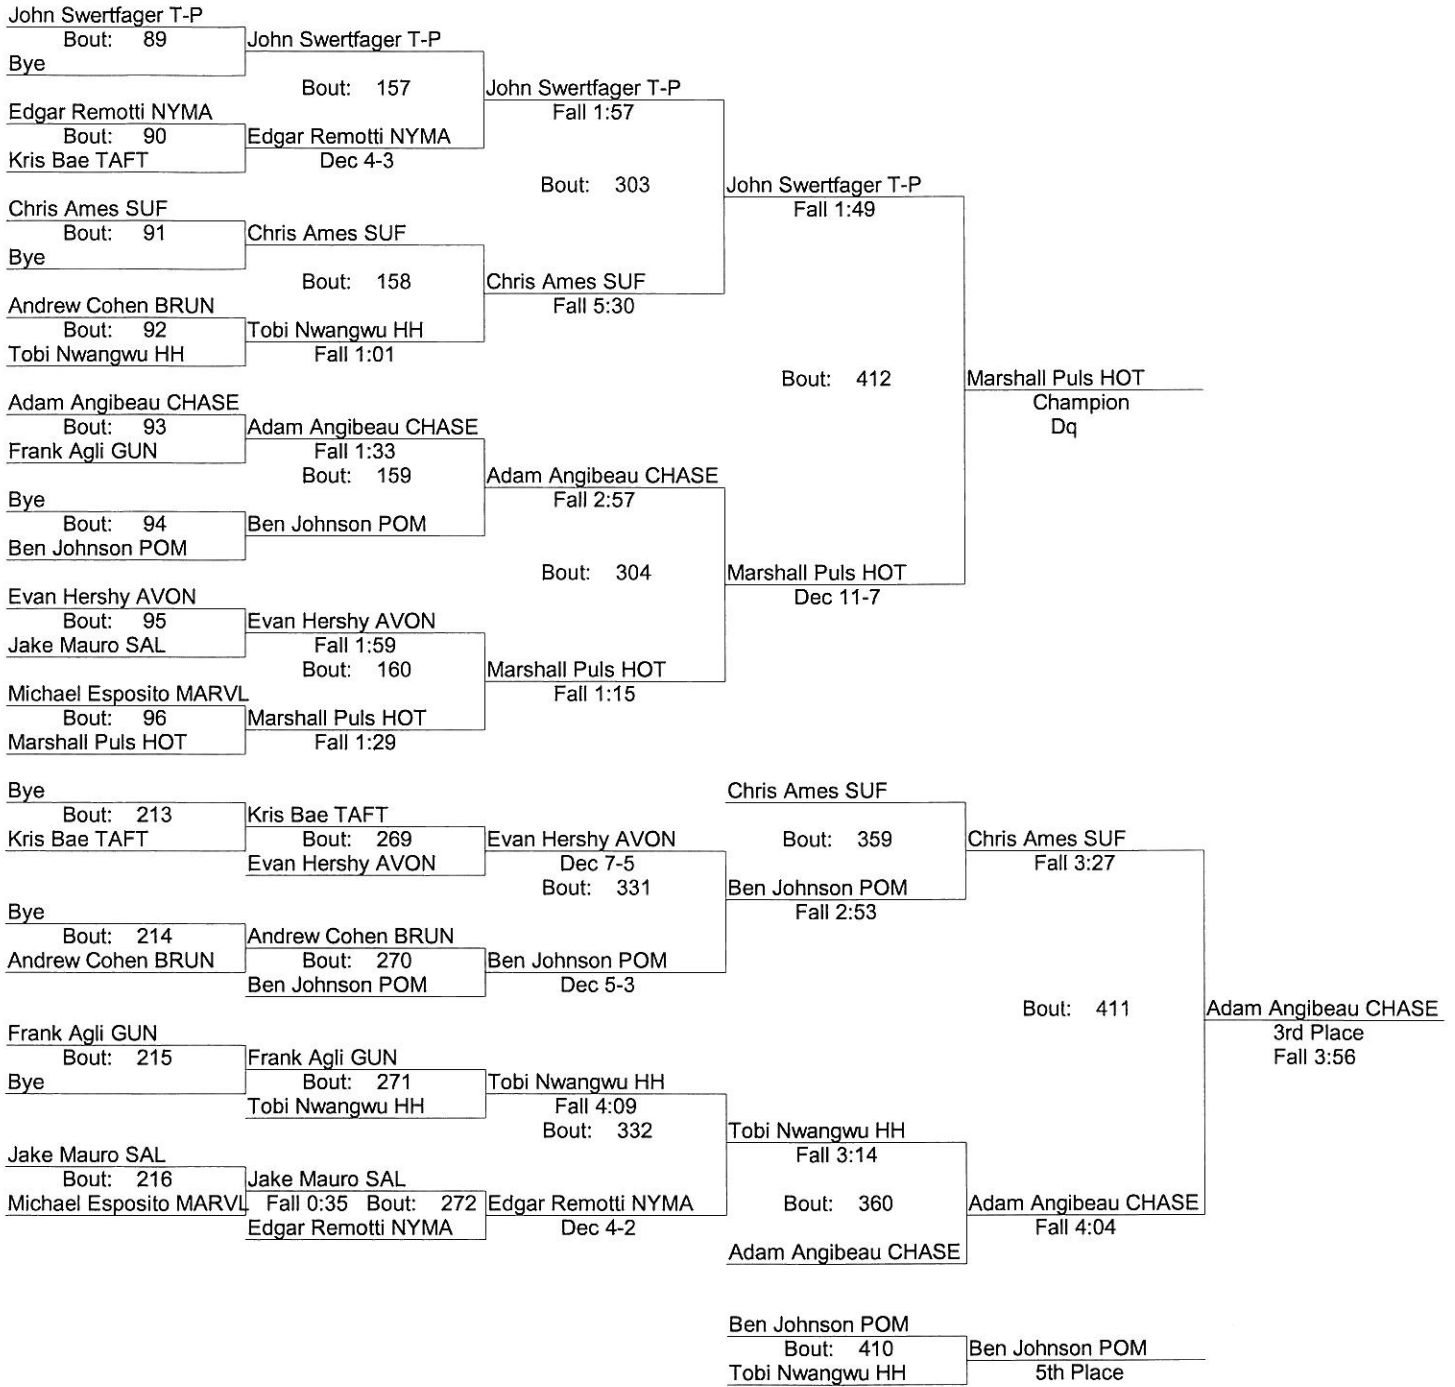 John Swertfager T-P
Bout: 89
Bye
John Swertfager T-P
Bout: 157
Edgar Remotti NYMA
Bout: 90
Kris Bae TAFT
Edgar Remotti NYMA
Dec 4-3
John Swertfager T-P
Fall 1:57
Bout: 303
Chris Ames SUF
Bout: 91
Bye
Chris Ames SUF
Bout: 158
Andrew Cohen BRUN
Bout: 92
Tobi Nwangwu HH
Tobi Nwangwu HH
Fall 1:01
Chris Ames SUF
Fall 5:30
John Swertfager T-P
Fall 1:49
Bout: 412
Marshall Puls HOT
Champion
Dq
Adam Angibeau CHASE
Bout: 93
Frank Agli GUN
Adam Angibeau CHASE
Fall 1:33
Bout: 159
Bye
Bout: 94
Ben Johnson POM
Ben Johnson POM
Adam Angibeau CHASE
Fall 2:57
Bout: 304
Evan Hershy AVON
Bout: 95
Jake Mauro SAL
Evan Hershy AVON
Fall 1:59
Bout: 160
Michael Esposito MARVL
Bout: 96
Marshall Puls HOT
Marshall Puls HOT
Fall 1:29
Marshall Puls HOT
Fall 1:15
Marshall Puls HOT
Dec 11-7
Bye
Bout: 213
Kris Bae TAFT
Kris Bae TAFT
Bout: 269
Evan Hershy AVON
Evan Hershy AVON
Dec 7-5
Bout: 331
Bye
Bout: 214
Andrew Cohen BRUN
Andrew Cohen BRUN
Bout: 270
Ben Johnson POM
Ben Johnson POM
Dec 5-3
Chris Ames SUF
Bout: 359
Ben Johnson POM
Fall 2:53
Chris Ames SUF
Fall 3:27
Bout: 411
Adam Angibeau CHASE
3rd Place
Fall 3:56
Frank Agli GUN
Bout: 215
Bye
Frank Agli GUN
Bout: 271
Tobi Nwangwu HH
Tobi Nwangwu HH
Fall 4:09
Bout: 332
Jake Mauro SAL
Bout: 216
Michael Esposito MARVL
Jake Mauro SAL
Fall 0:35 Bout: 272
Edgar Remotti NYMA
Edgar Remotti NYMA
Dec 4-2
Tobi Nwangwu HH
Fall 3:14
Bout: 360
Adam Angibeau CHASE
Adam Angibeau CHASE
Fall 4:04
Ben Johnson POM
Bout: 410
Tobi Nwangwu HH
Ben Johnson POM
5th Place